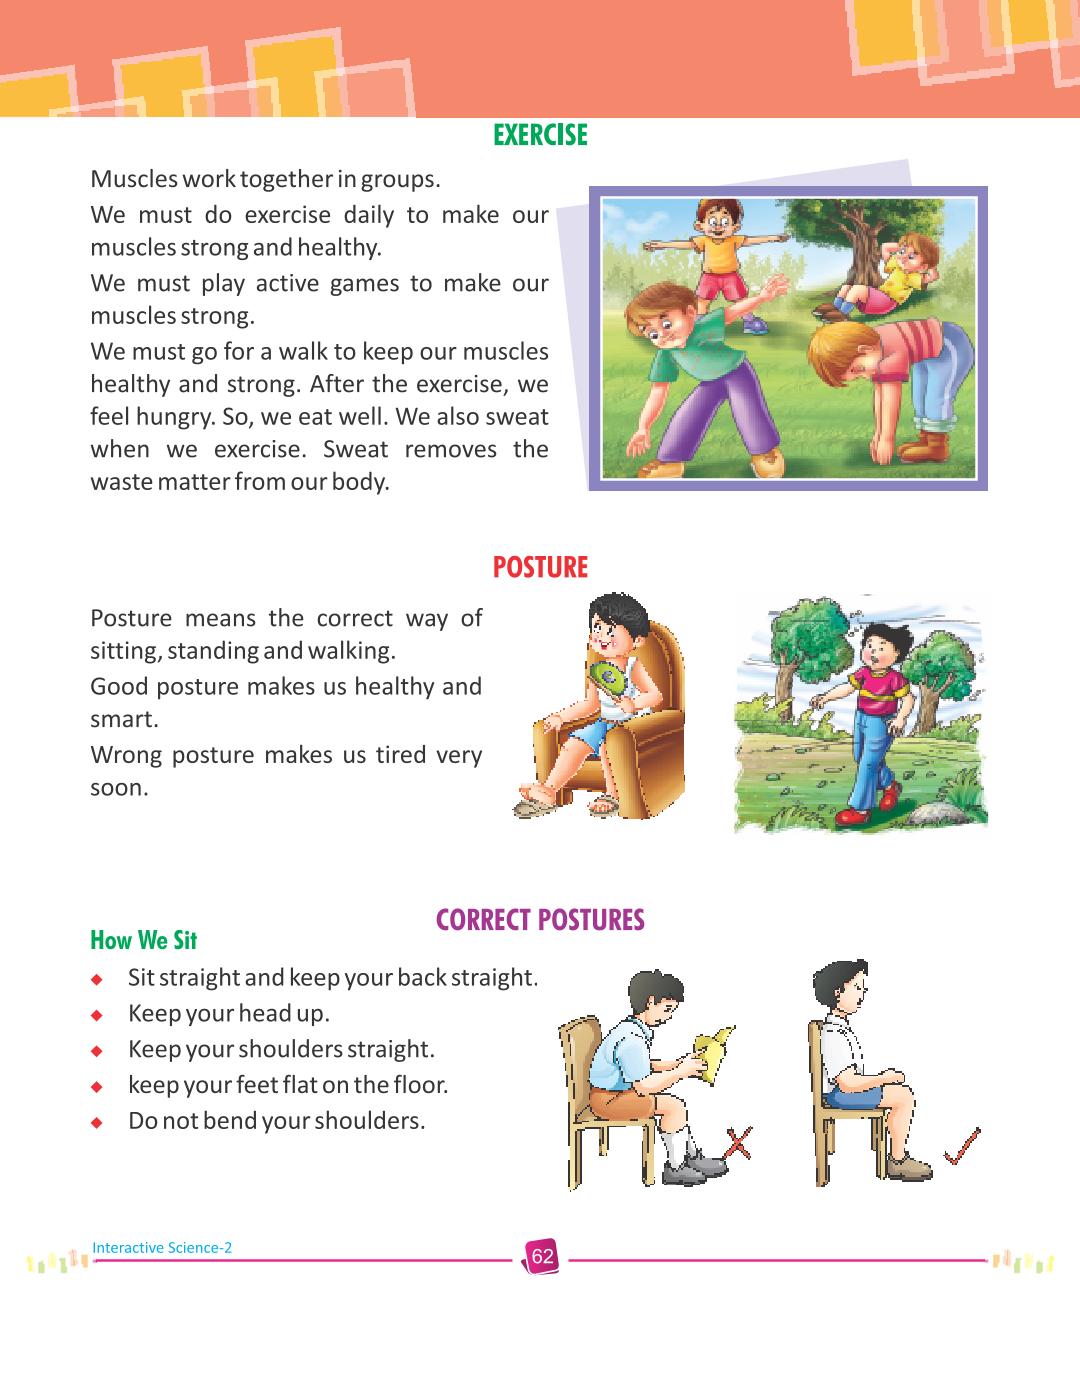 EXERCISE
Muscles work together in groups.
We must do exercise daily to make our
muscles strong and healthy.
We must play active games to make our
muscles strong.
We must go for a walk to keep our muscles
healthy and strong. After the exercise, we
feel hungry. So, we eat well. We also sweat
when we exercise. Sweat removes the
waste matter from our body.
POSTURE
Posture means the correct way of
sitting, standing and walking.
Good posture makes us healthy and
smart.
Wrong posture makes us tired very
soon.
CORRECT POSTURES
How We Sit
◆ Sit straight and keep your back straight.
◆ Keep your head up.
◆ Keep your shoulders straight.
◆ keep your feet flat on the floor.
◆ Do not bend your shoulders.
Interactive Science-2
62